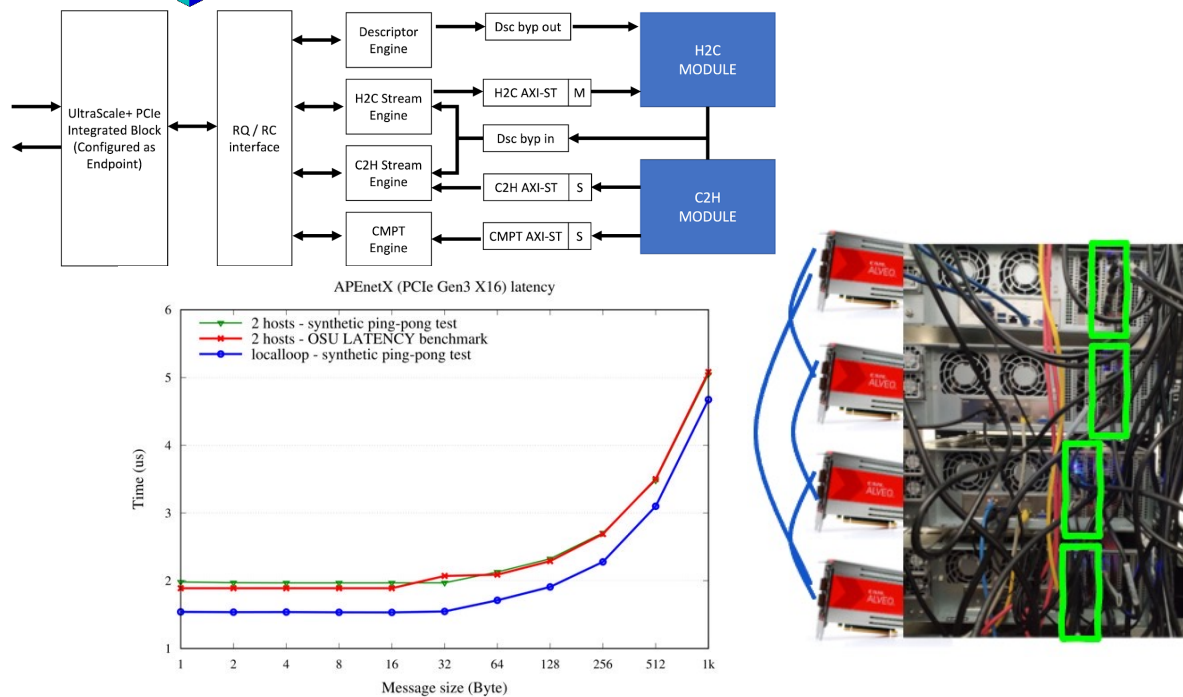 UltraScale+ PCIe
Integrated Block
(Configured as
Endpoint)
RQ / RC
interface
Descriptor
Engine
H2C Stream
Engine
C2H Stream
Engine
CMPT
Engine
Dsc byp out
H2C AXI-ST
M
Dsc byp in
C2H AXI-ST
S
CMPT AXI-ST
S
H2C
MODULE
C2H
MODULE
APEnetX (PCIe Gen3 X16) latency
2 hosts - synthetic ping-pong test
2 hosts - OSU LATENCY benchmark
localloop - synthetic ping-pong test
Time (us)
6
5
4
3
2
1
1
2
4
8
16
32
64
128
256
512
1k
Message size (Byte)
ALVEO.
ALVEO.
ALVEO.
ALVEO.